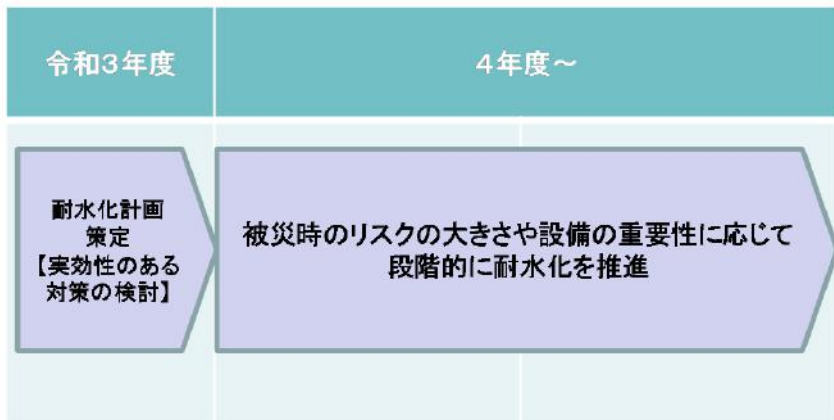 令和3年度
4年度～
耐水化計画
策定
【実効性のある
対策の検討】
被災時のリスクの大きさや設備の重要性に応じて
段階的に耐水化を推進